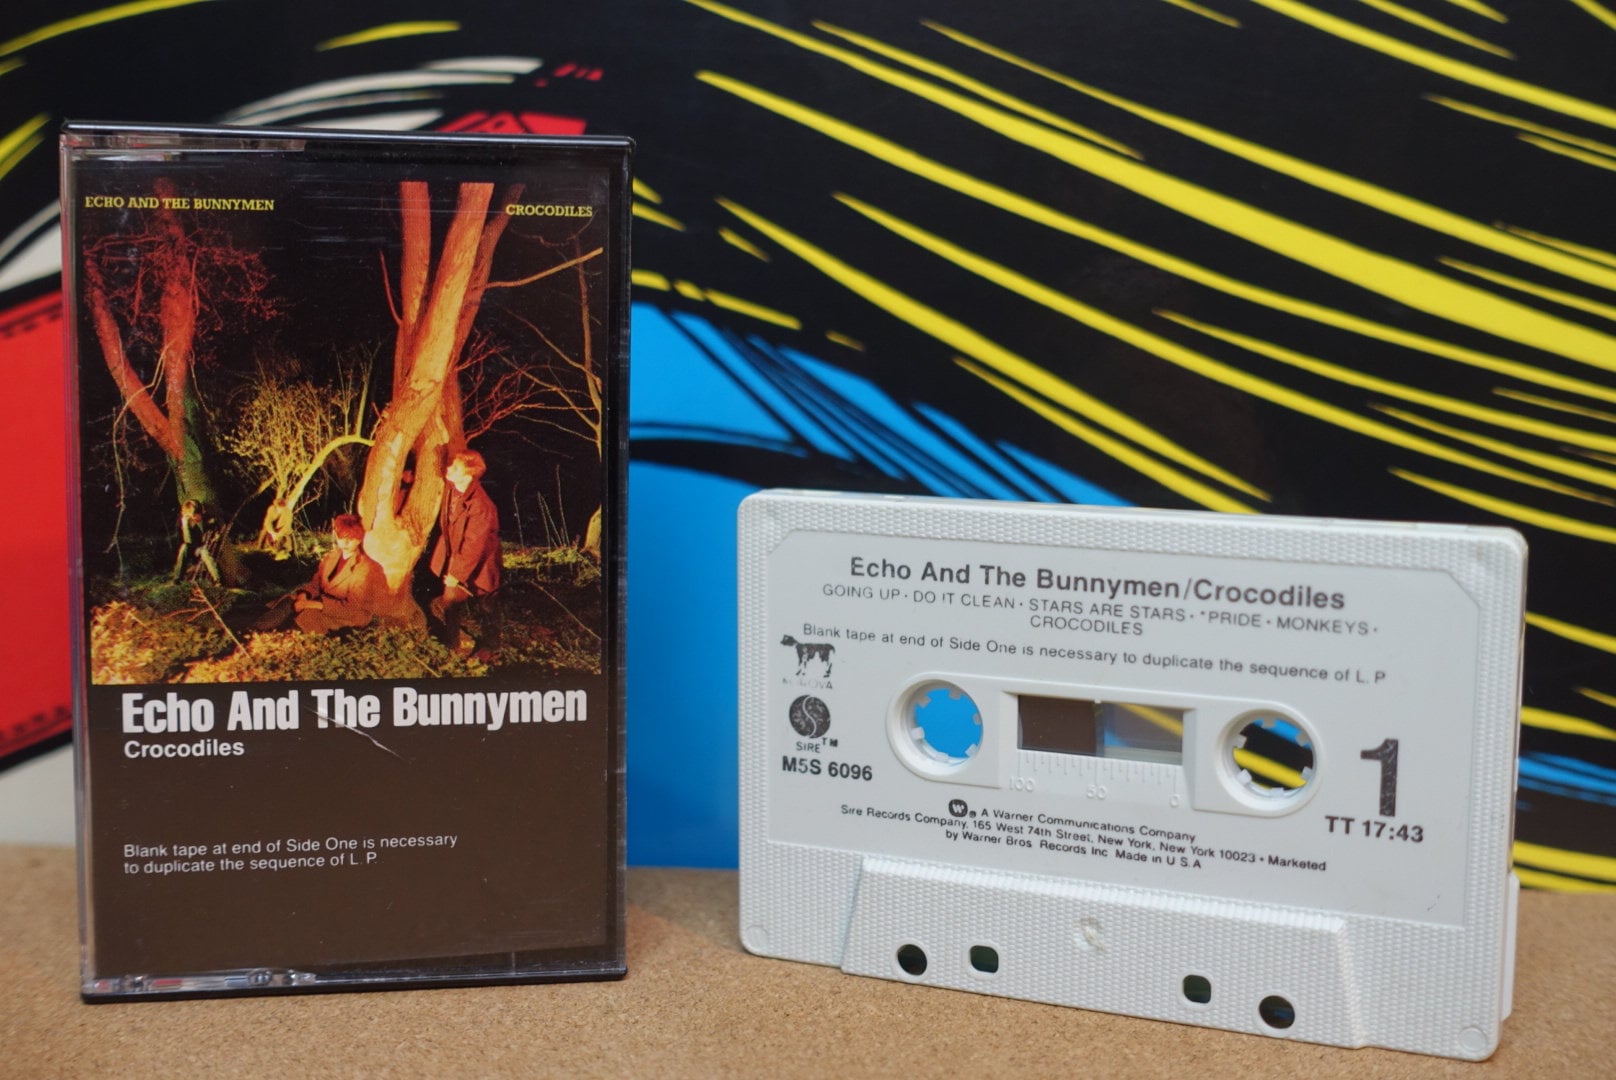 ECHO AND THE BUNNYMEN
CROCODILES
Echo And The Bunnymen
Crocodiles
Blank tape at end of Side One is necessary
to duplicate the sequence of L. P.
Echo And The Bunnymen/Crocodiles
GOING UP · DO IT CLEAN · STARS ARE STARS · *PRIDE · MONKEYS ·
CROCODILES
Blank tape at end of Side One is necessary to duplicate the sequence of L. P
SIRE™
M5S 6096
100 50 0
1
TT 17:43
W ® A Warner Communications Company
Sire Records Company, 165 West 74th Street, New York, New York 10023 • Marketed
by Warner Bros Records Inc Made in U S A